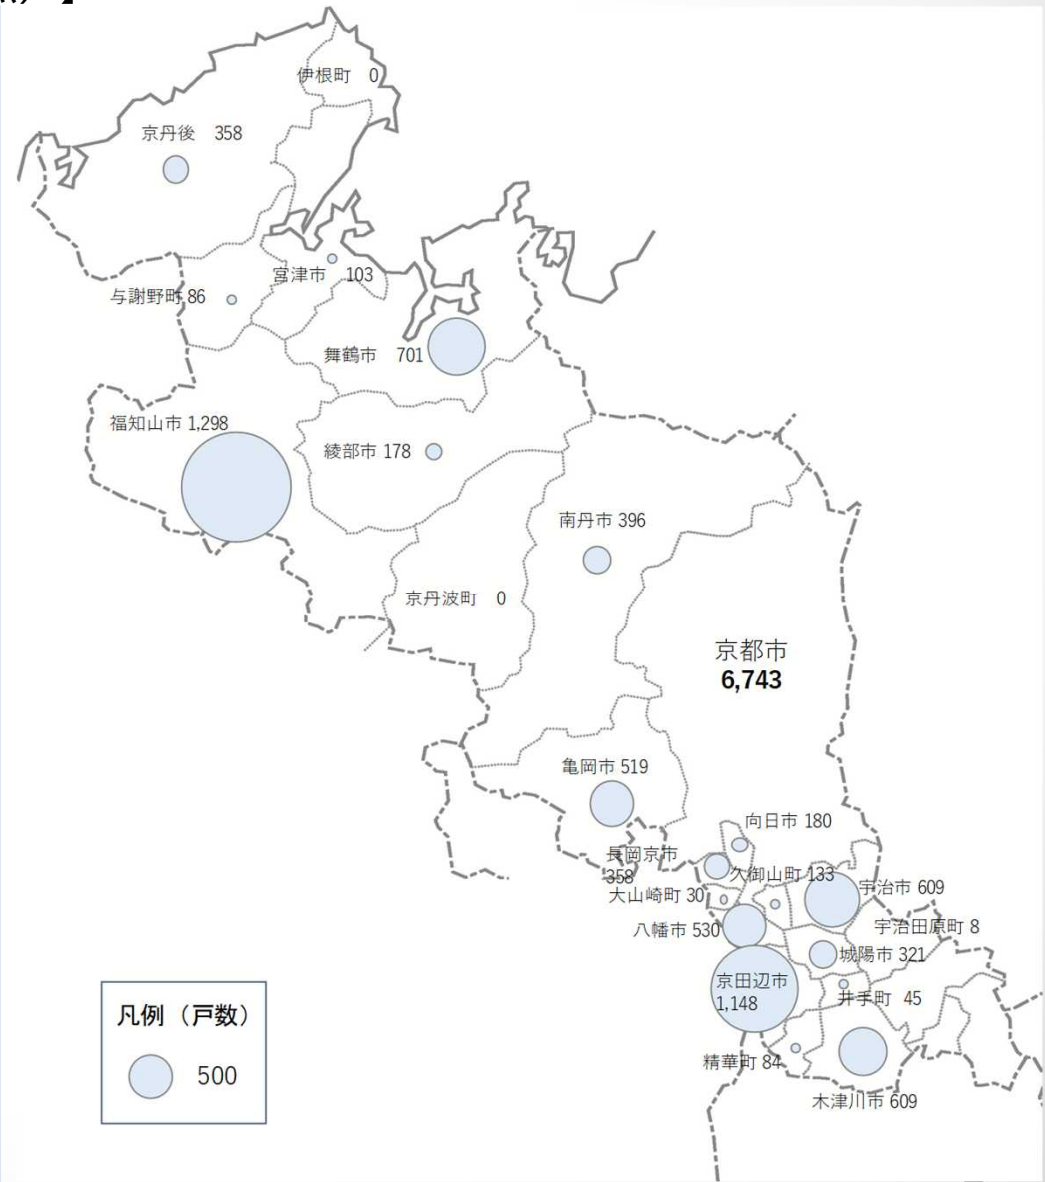 伊根町 0
京丹後 358
宮津市 103
与謝野町 86
舞鶴市 701
福知山市 1,298
綾部市 178
南丹市 396
京丹波町 0
京都市
6,743
亀岡市 519
向日市 180
長岡京市
358
久御山町 133
大山崎町 30
宇治市 609
八幡市 530
宇治田原町 8
城陽市 321
京田辺市
1,148
井手町 45
精華町 84
木津川市 609
凡例（戸数）
500